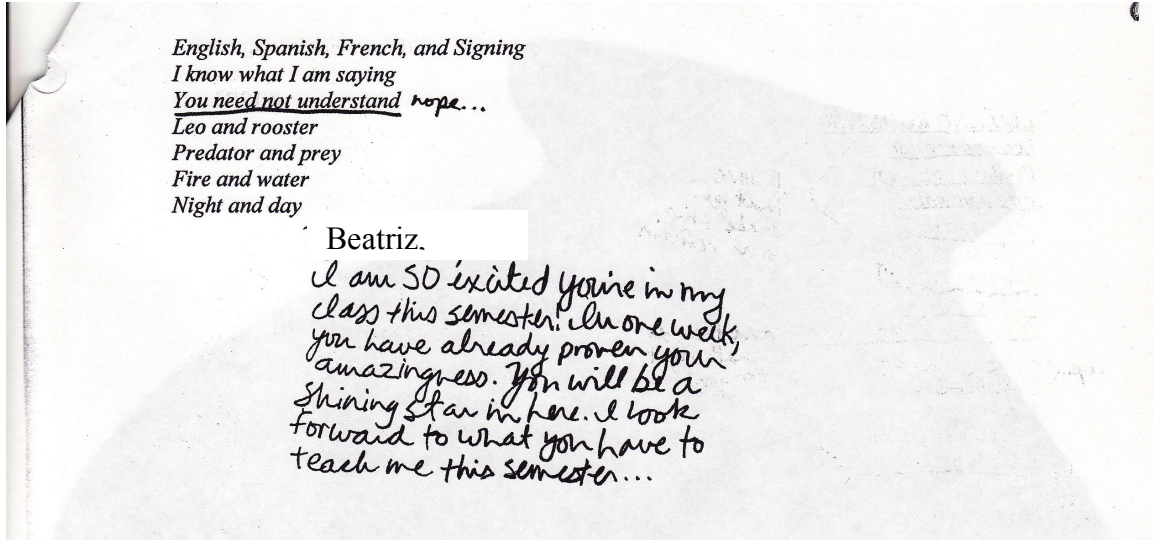 English, Spanish, French, and Signing
I know what I am saying
You need not understand nope...
Leo and rooster
Predator and prey
Fire and water
Night and day
Beatriz,
I am SO excited you're in my
class this semester! In one week,
you have already proven your
amazingness. You will be a
shining star in here. I look
forward to what you have to
teach me this semester...